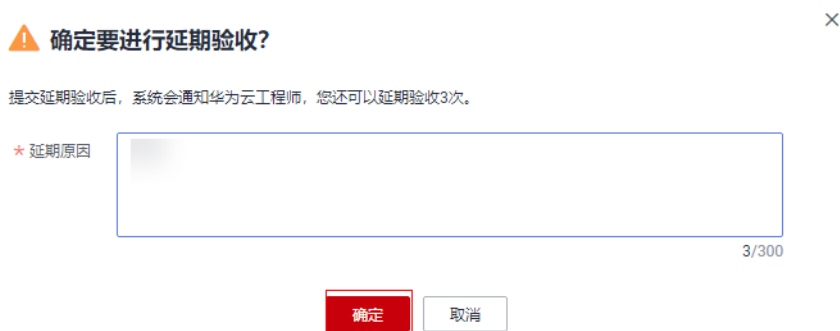 确定要进行延期验收?
提交延期验收后，系统会通知华为云工程师，您还可以延期验收3次。
* 延期原因
3/300
确定
取消